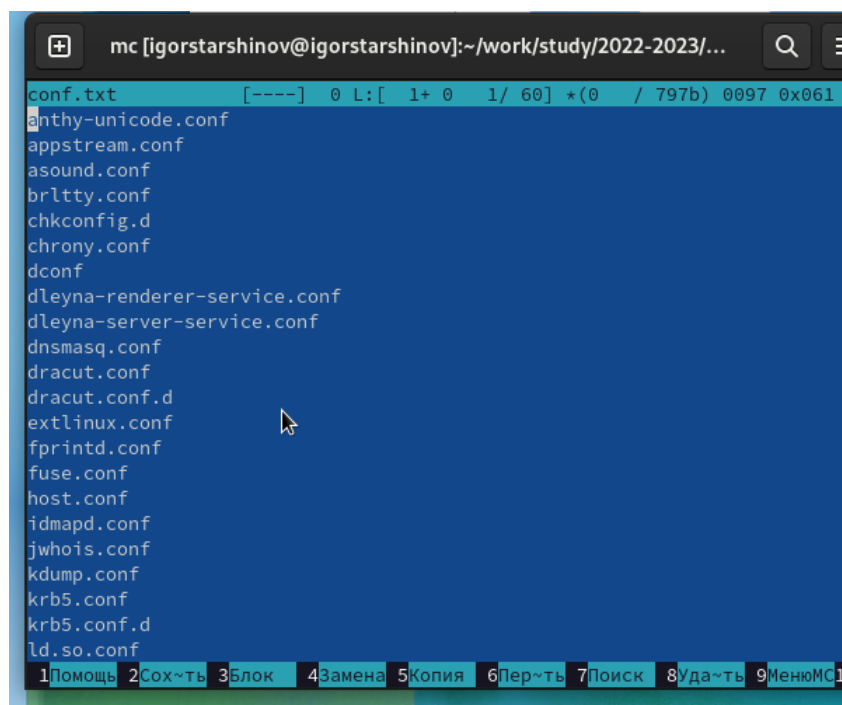 mc [igorstarshinov@igorstarshinov]:~/work/study/2022-2023/...
conf.txt [----] 0 L:[ 1+ 0 1/ 60] *(0 / 797b) 0097 0x061
anthy-unicode.conf
appstream.conf
asound.conf
brltty.conf
chkconfig.d
chrony.conf
dconf
dleyna-renderer-service.conf
dleyna-server-service.conf
dnsmasq.conf
dracut.conf
dracut.conf.d
extlinux.conf
fprintd.conf
fuse.conf
host.conf
idmapd.conf
jwhois.conf
kdump.conf
krb5.conf
krb5.conf.d
ld.so.conf
1Помощь 2Сох~ть 3Блок 4Замена 5Копия 6Пер~ть 7Поиск 8Уда~ть 9МенюМС1